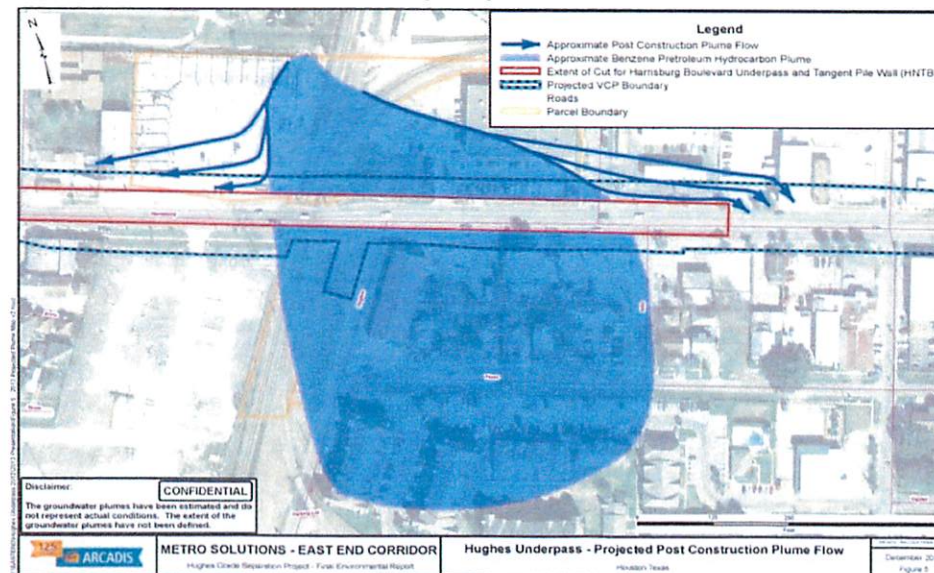 N
Legend
Approximate Post Construction Plume Flow
Approximate Benzene Pretroleum Hydrocarbon Plume
Extent of Cut for Harrisburg Boulevard Underpass and Tangent Pile Wall (HNTB
Projected VCP Boundary
Roads
Parcel Boundary
Disclaimer:
CONFIDENTIAL
The groundwater plumes have been estimated and do
not represent actual conditions. The extent of the
groundwater plumes have not been defined.
Feet
125
ARCADIS
METRO SOLUTIONS - EAST END CORRIDOR
Hughes Grade Separation Project - Final Environmental Report
Hughes Underpass - Projected Post Construction Plume Flow
Houston Texas
December 20
Figure 5